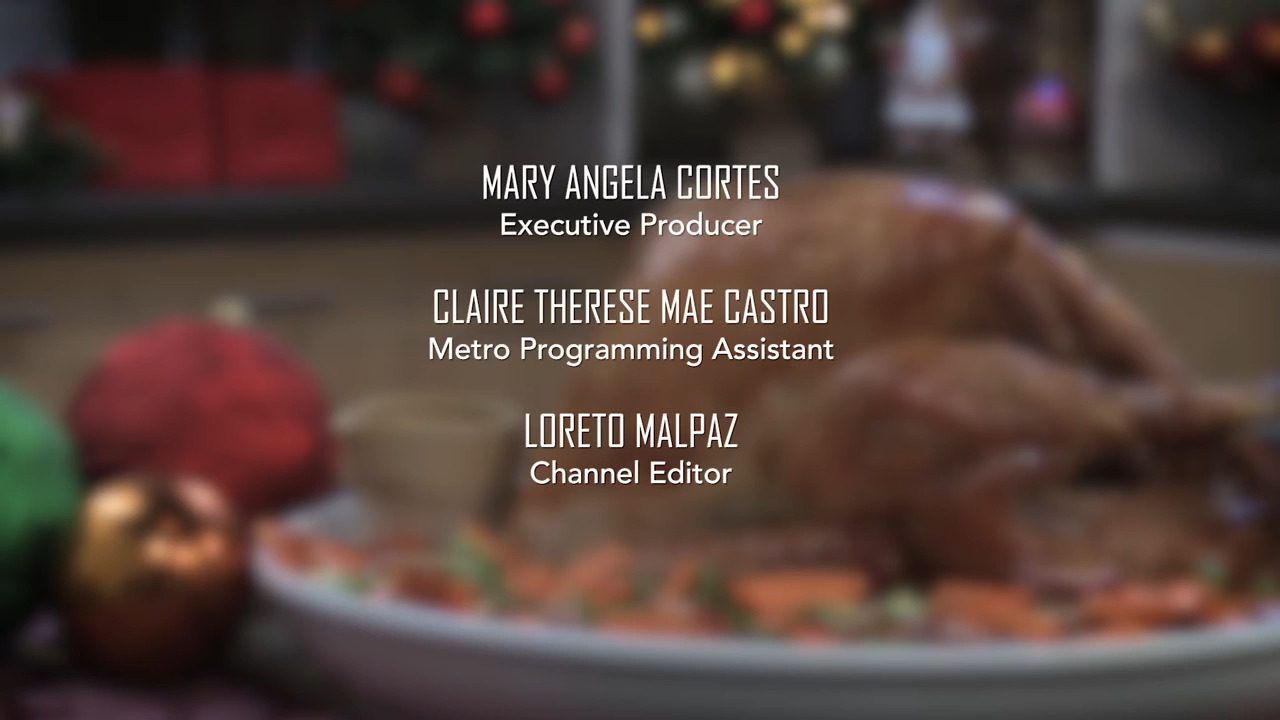 MARY ANGELA CORTES
Executive Producer
CLAIRE THERESE MAE CASTRO
Metro Programming Assistant
LORETO MALPAZ
Channel Editor